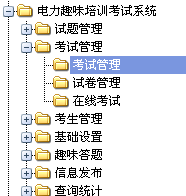 电力趣味培训考试系统
试题管理
考试管理
考试管理
试卷管理
在线考试
考生管理
基础设置
趣味答题
信息发布
查询统计